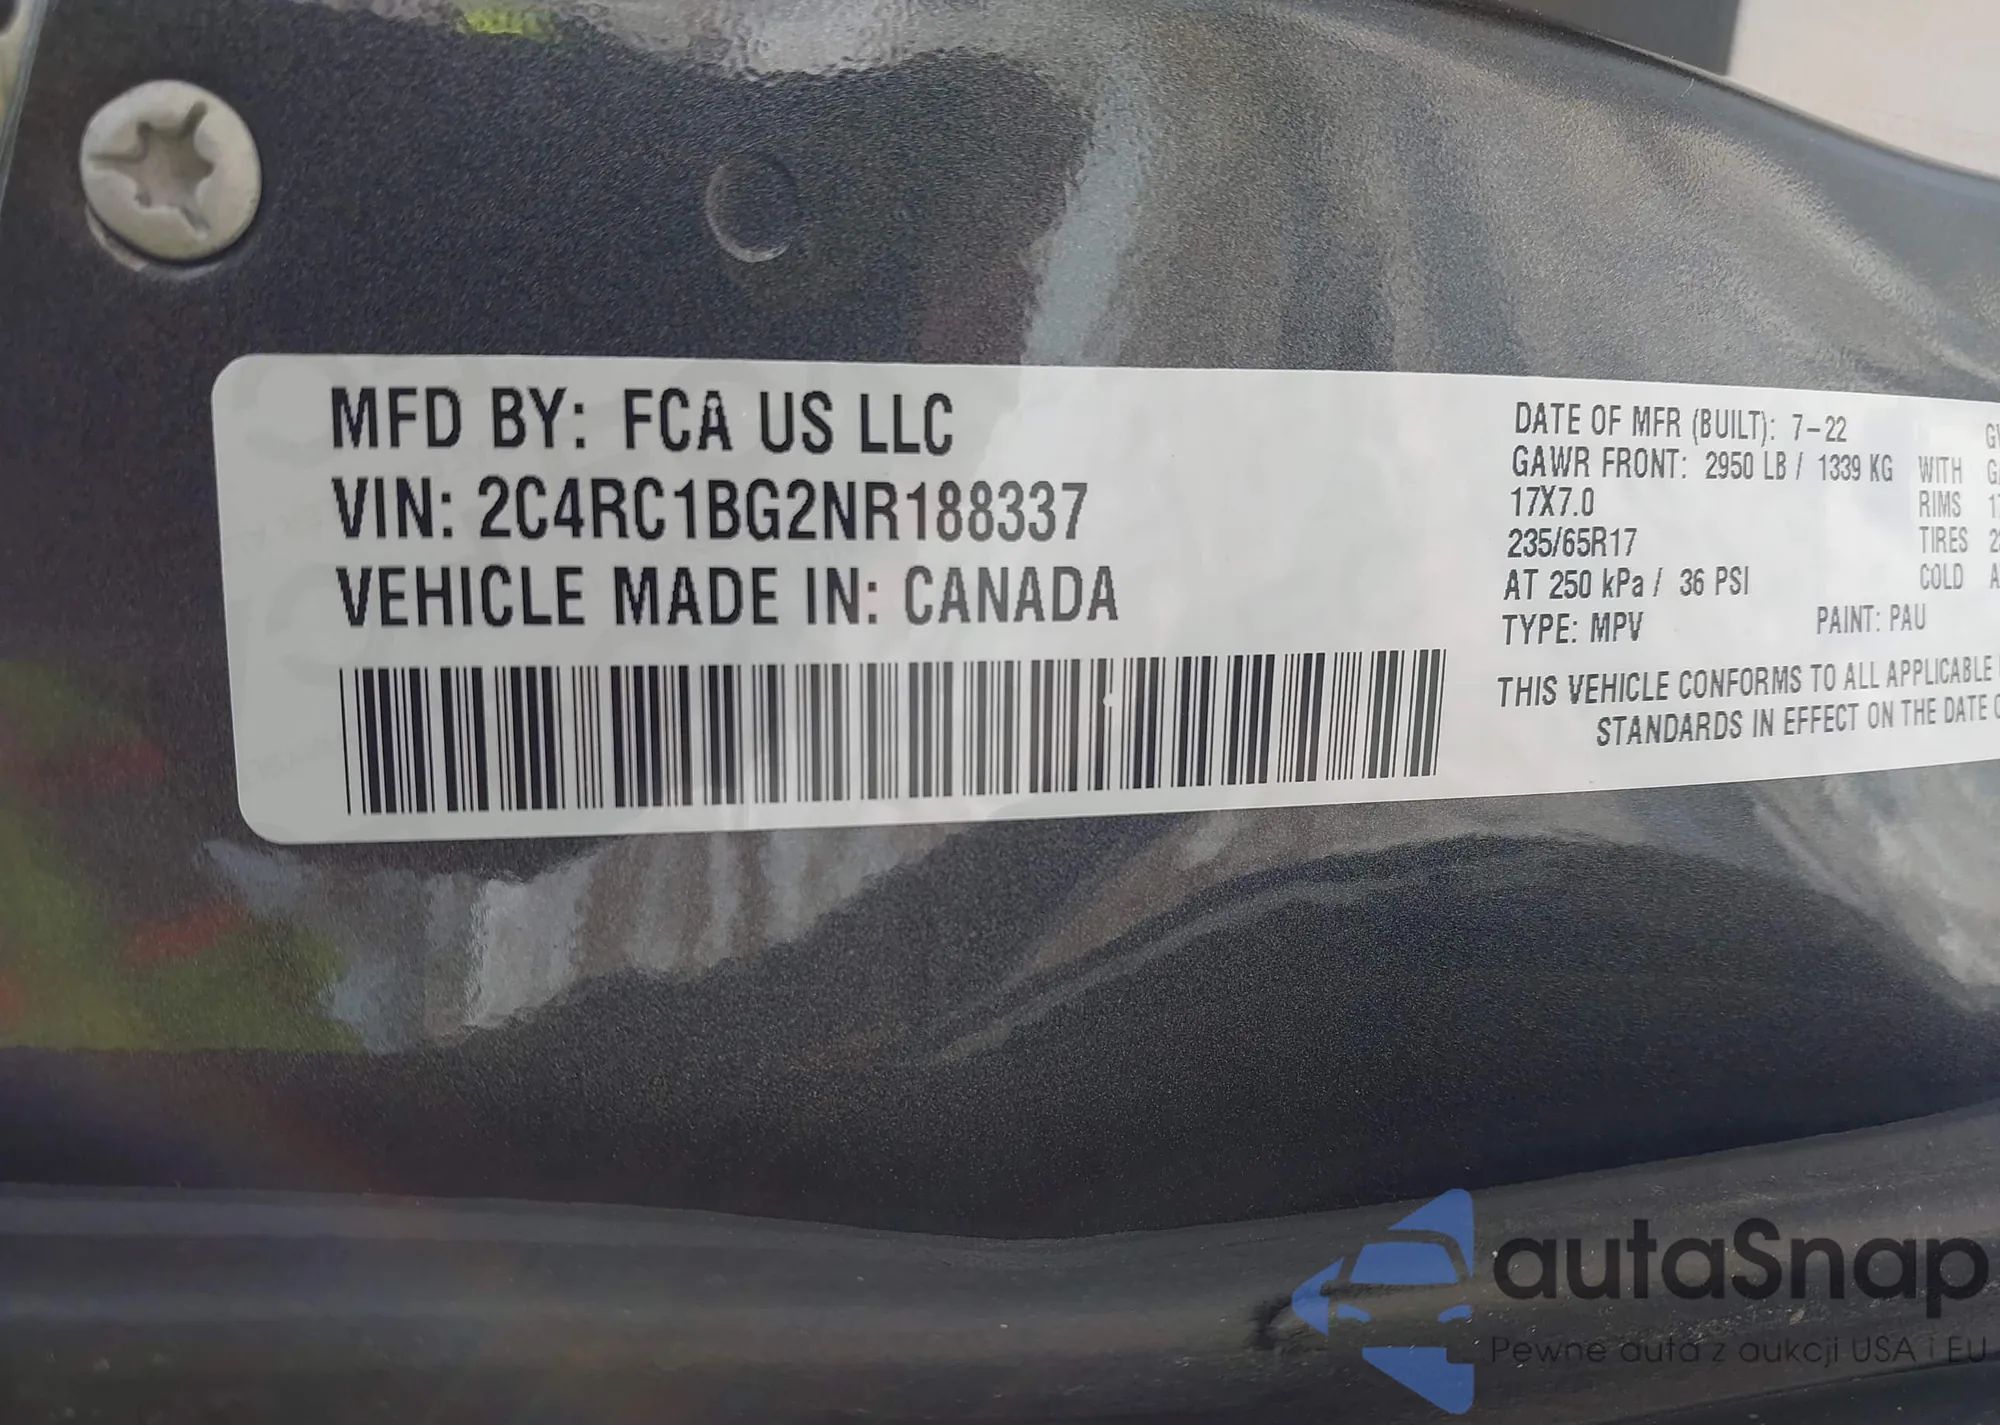 MFD BY: FCA US LLC
VIN: 2C4RC1BG2NR188337
VEHICLE MADE IN: CANADA
DATE OF MFR (BUILT): 7-22
GAWR FRONT: 2950 LB / 1339 KG WITH
17X7.0 RIMS
235/65R17 TIRES
AT 250 kPa / 36 PSI COLD
TYPE: MPV PAINT: PAU
THIS VEHICLE CONFORMS TO ALL APPLICABLE
STANDARDS IN EFFECT ON THE DATE
autaSnap
Pewne auta z aukcji USA i EU